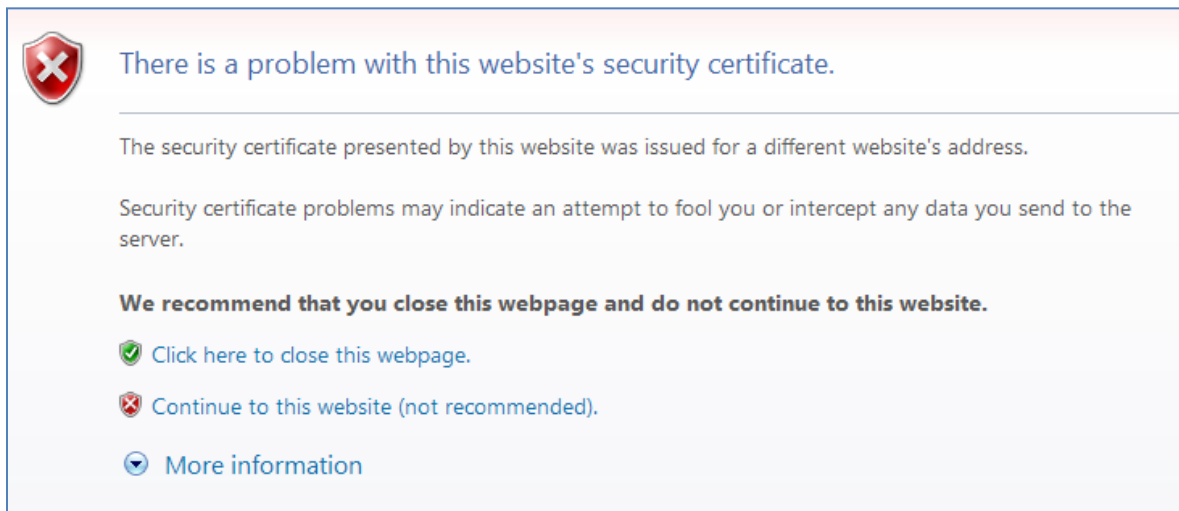 There is a problem with this website's security certificate.
The security certificate presented by this website was issued for a different website's address.
Security certificate problems may indicate an attempt to fool you or intercept any data you send to the
server.
We recommend that you close this webpage and do not continue to this website.
Click here to close this webpage.
Continue to this website (not recommended).
More information